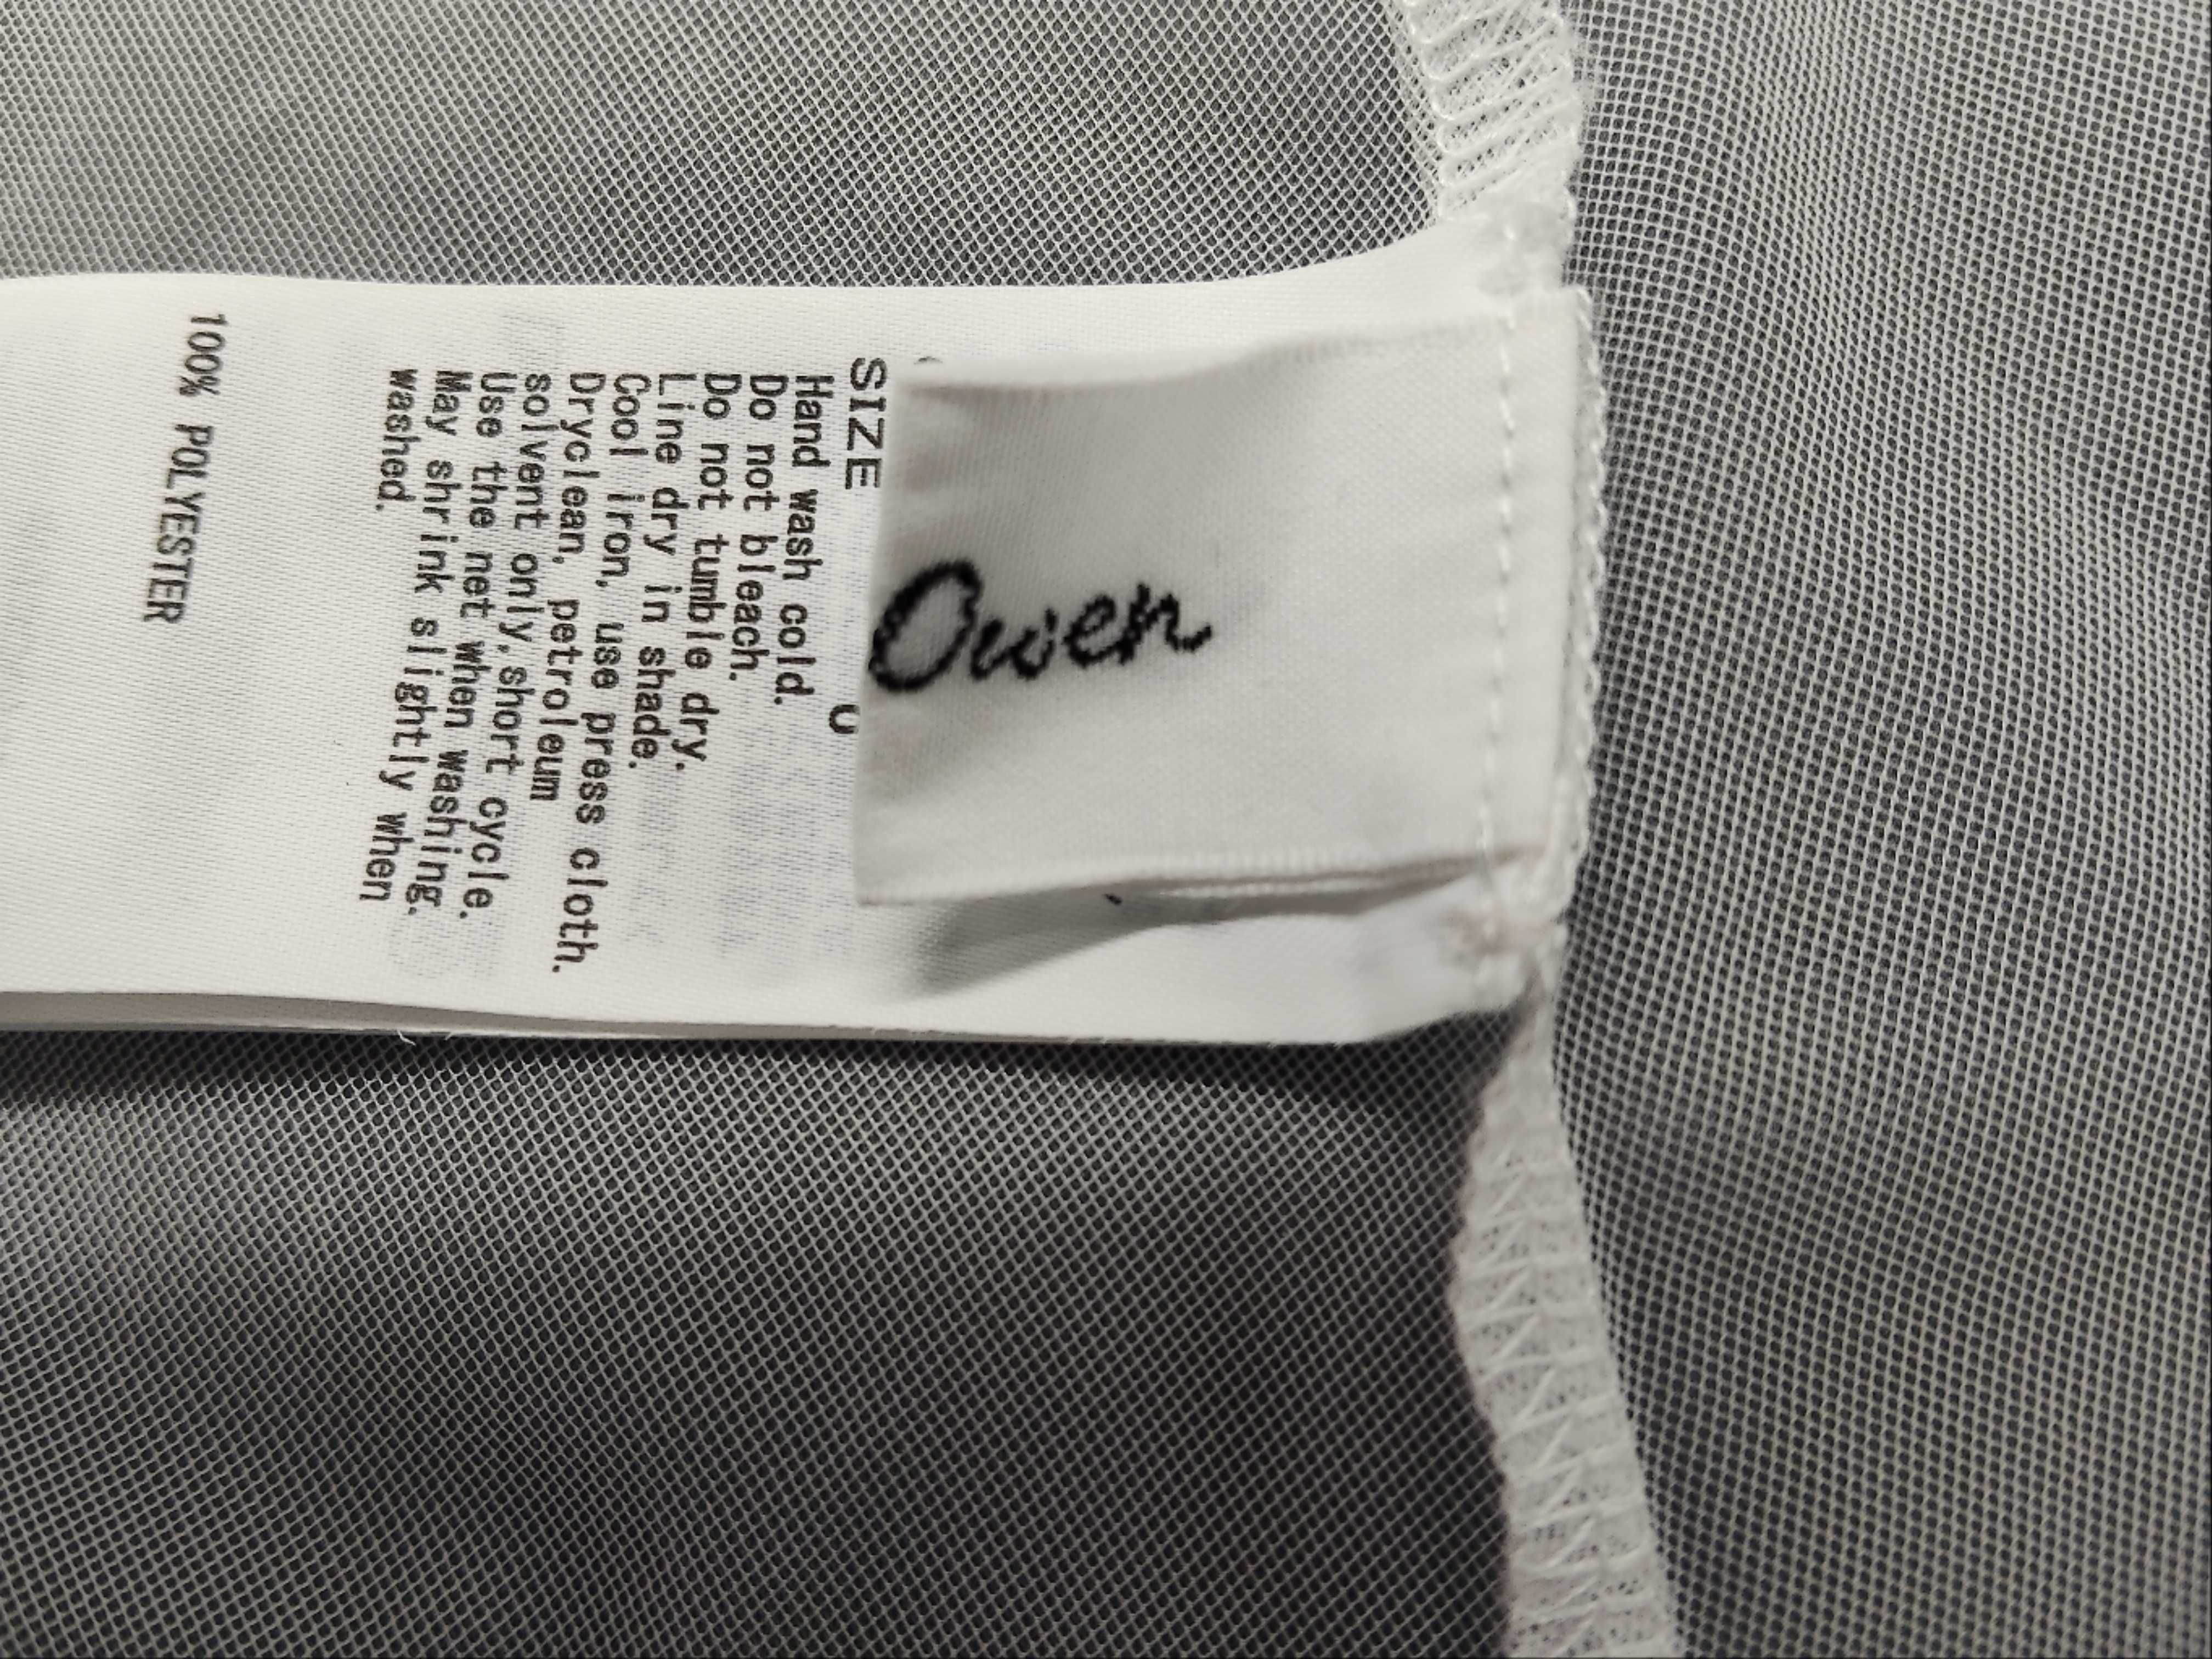 Owen
SIZE
Hand wash cold.
Do not bleach.
Do not tumble dry.
Line dry in shade.
Cool iron, use press cloth.
Dryclean, petroleum
solvent only,short cycle.
Use the net when washing.
May shrink slightly when
washed.
100% POLYESTER